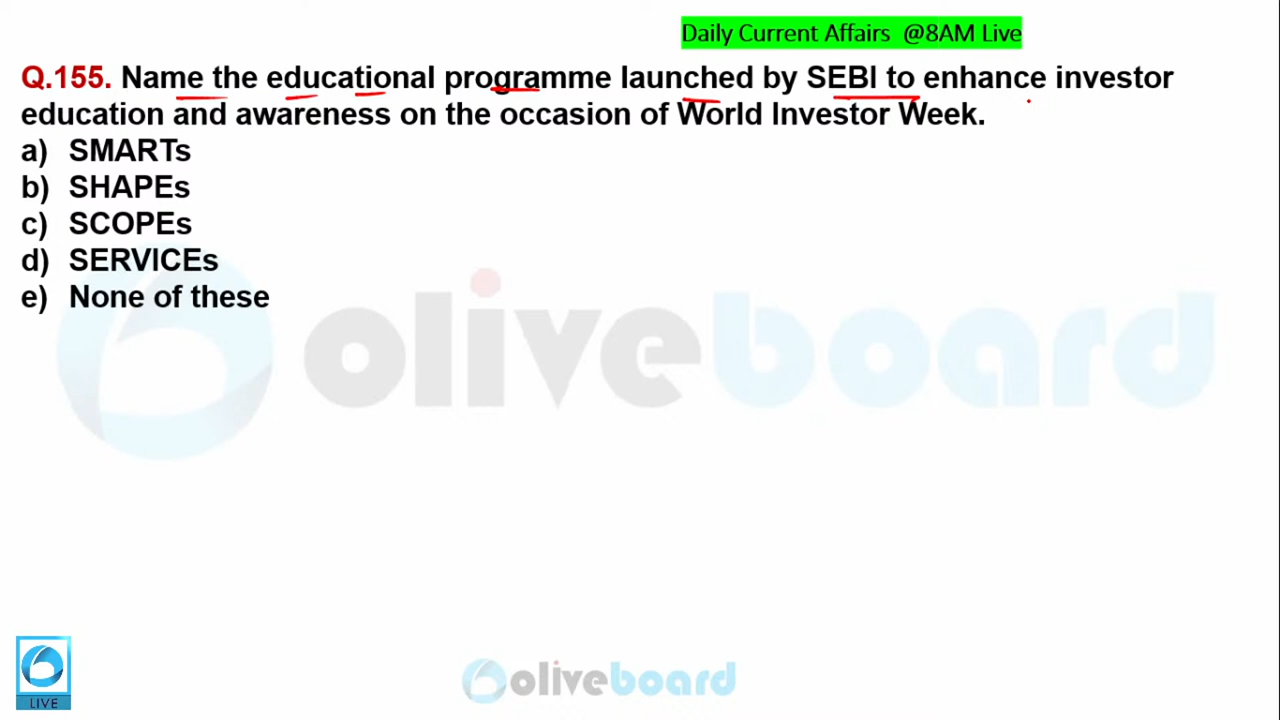 Daily Current Affairs @8AM Live
Q.155. Name the educational programme launched by SEBI to enhance investor
education and awareness on the occasion of World Investor Week.
a) SMARTs
b) SHAPEs
c) SCOPEs
d) SERVICEs
e) None of these
oliveboard
LIVE
oliveboard